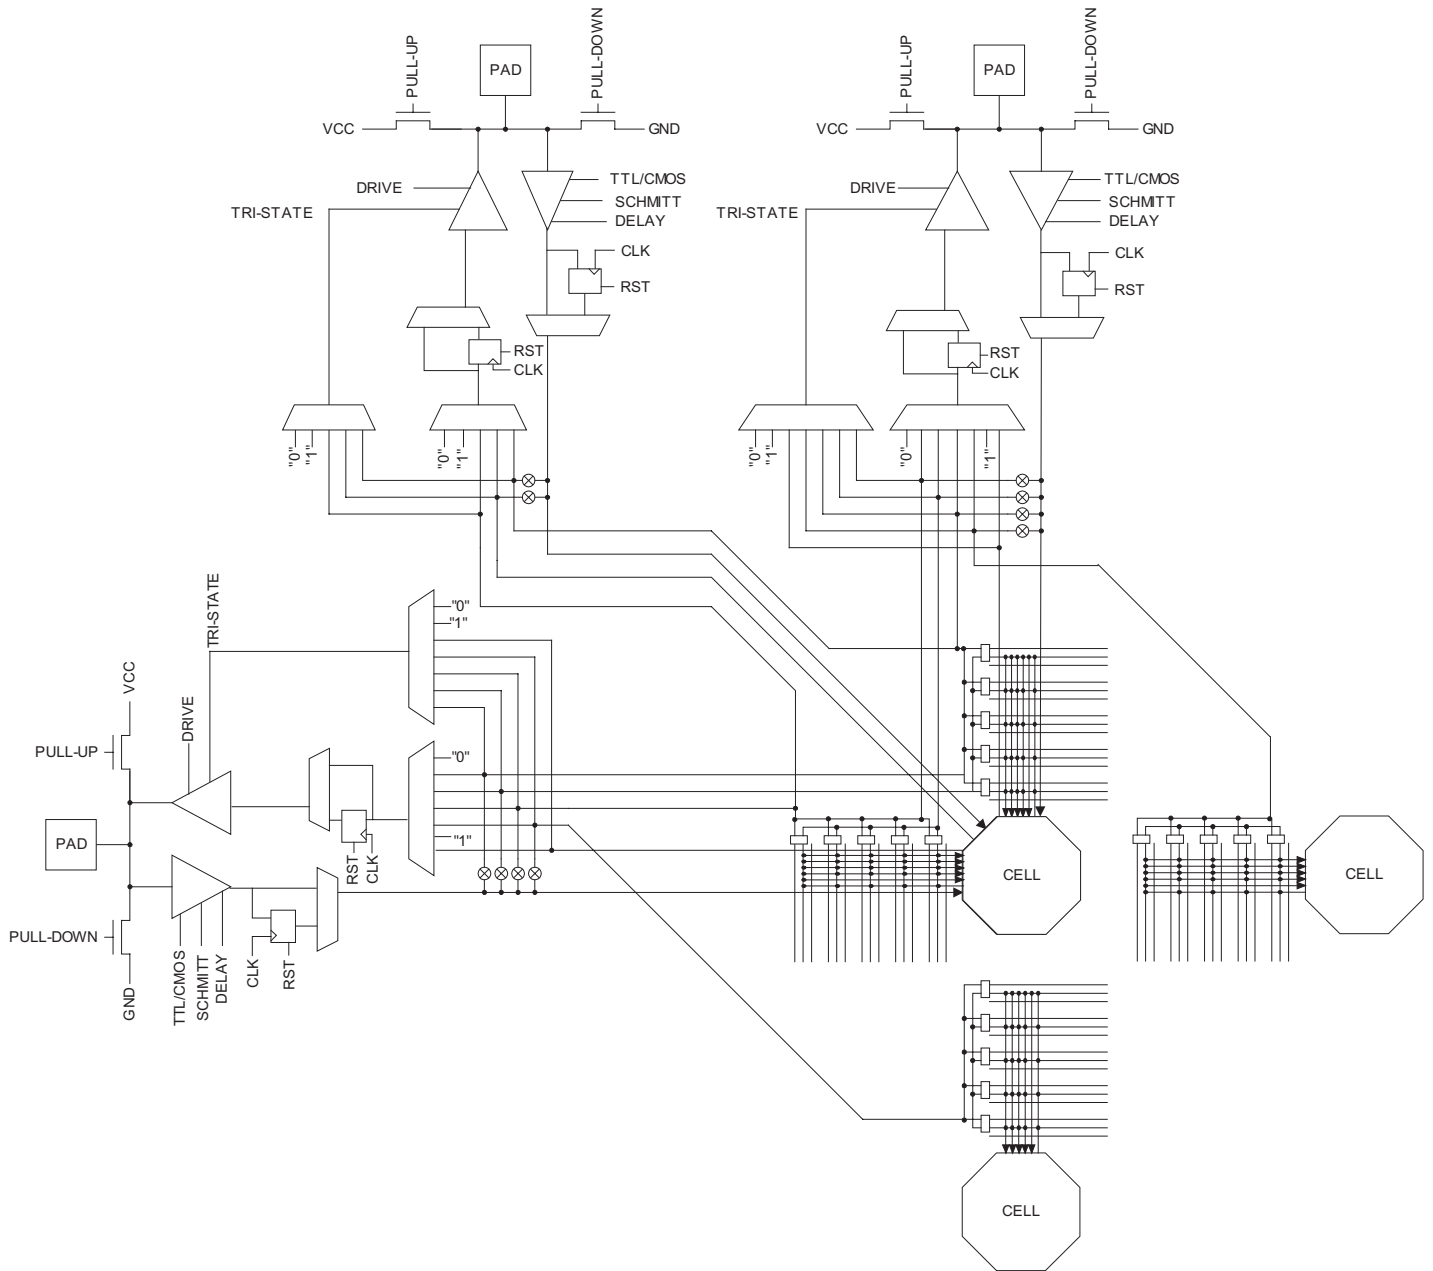 PULL-UP
PAD
PULL-DOWN
VCC
GND
DRIVE
TRI-STATE
TTL/CMOS
SCHMITT
DELAY
CLK
RST
RST
CLK
"0"
"1"
"0"
"1"
PULL-UP
PAD
PULL-DOWN
VCC
GND
DRIVE
TRI-STATE
TTL/CMOS
SCHMITT
DELAY
CLK
RST
RST
CLK
"0"
"1"
"0"
"1"
TRI-STATE
"0"
"1"
VCC
DRIVE
PULL-UP
"0"
"1"
PAD
RST
CLK
PULL-DOWN
GND
TTL/CMOS
SCHMITT
DELAY
CLK
RST
CELL
CELL
CELL